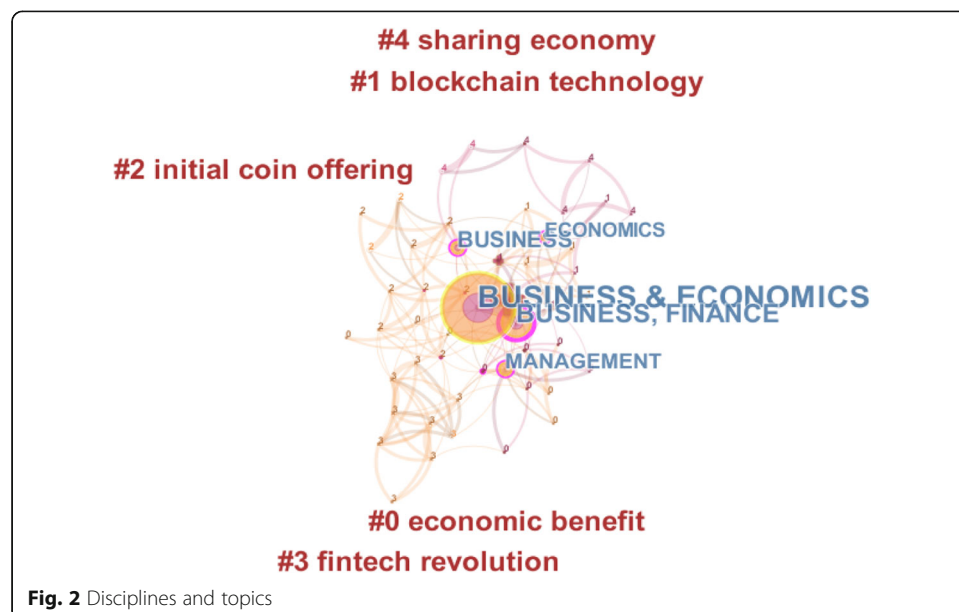 #4 sharing economy
#1 blockchain technology
#2 initial coin offering
ECONOMICS
BUSINESS
BUSINESS & ECONOMICS
BUSINESS, FINANCE
MANAGEMENT
#0 economic benefit
#3 fintech revolution
Fig. 2 Disciplines and topics